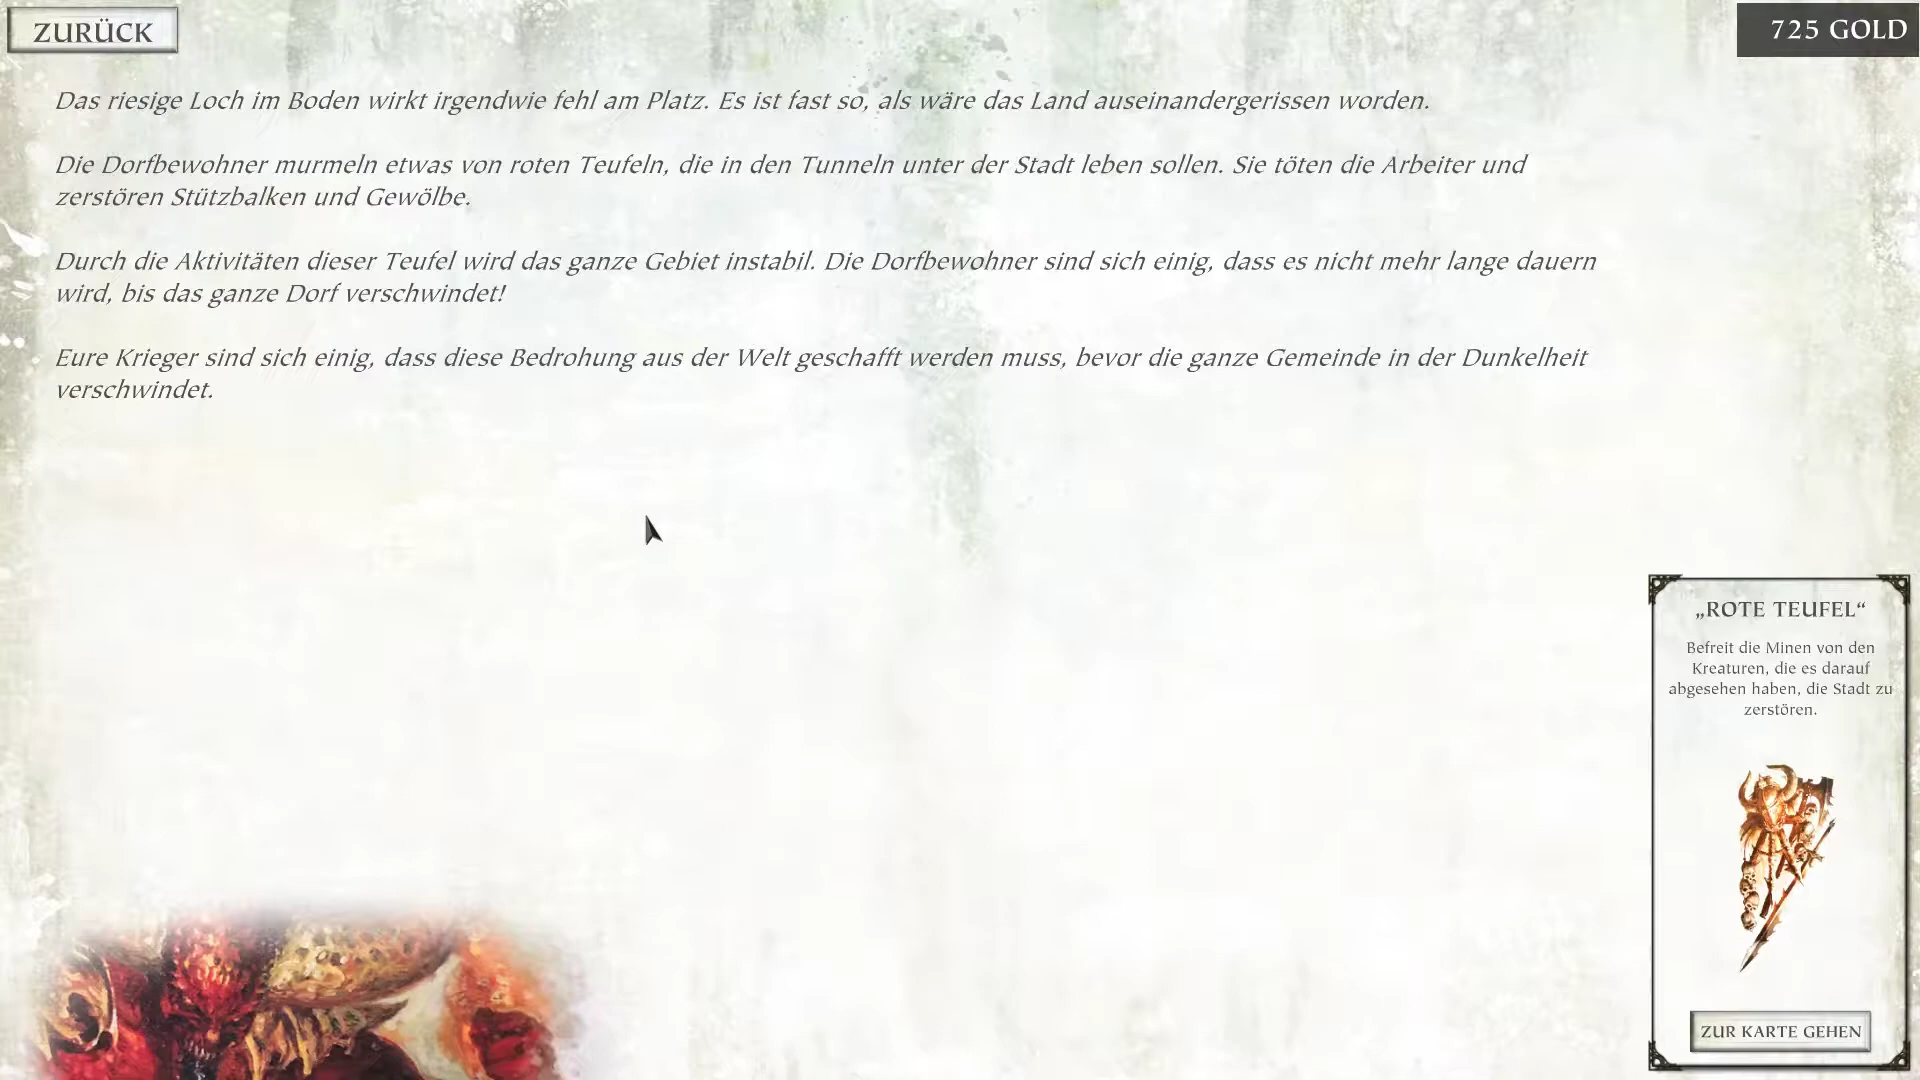 ZURÜCK
725 GOLD
Das riesige Loch im Boden wirkt irgendwie fehl am Platz. Es ist fast so, als wäre das Land auseinandergerissen worden.
Die Dorfbewohner murmeln etwas von roten Teufeln, die in den Tunneln unter der Stadt leben sollen. Sie töten die Arbeiter und
zerstören Stützbalken und Gewölbe.
Durch die Aktivitäten dieser Teufel wird das ganze Gebiet instabil. Die Dorfbewohner sind sich einig, dass es nicht mehr lange dauern
wird, bis das ganze Dorf verschwindet!
Eure Krieger sind sich einig, dass diese Bedrohung aus der Welt geschafft werden muss, bevor die ganze Gemeinde in der Dunkelheit
verschwindet.
„ROTE TEUFEL“
Befreit die Minen von den
Kreaturen, die es darauf
abgesehen haben, die Stadt zu
zerstören.
ZUR KARTE GEHEN